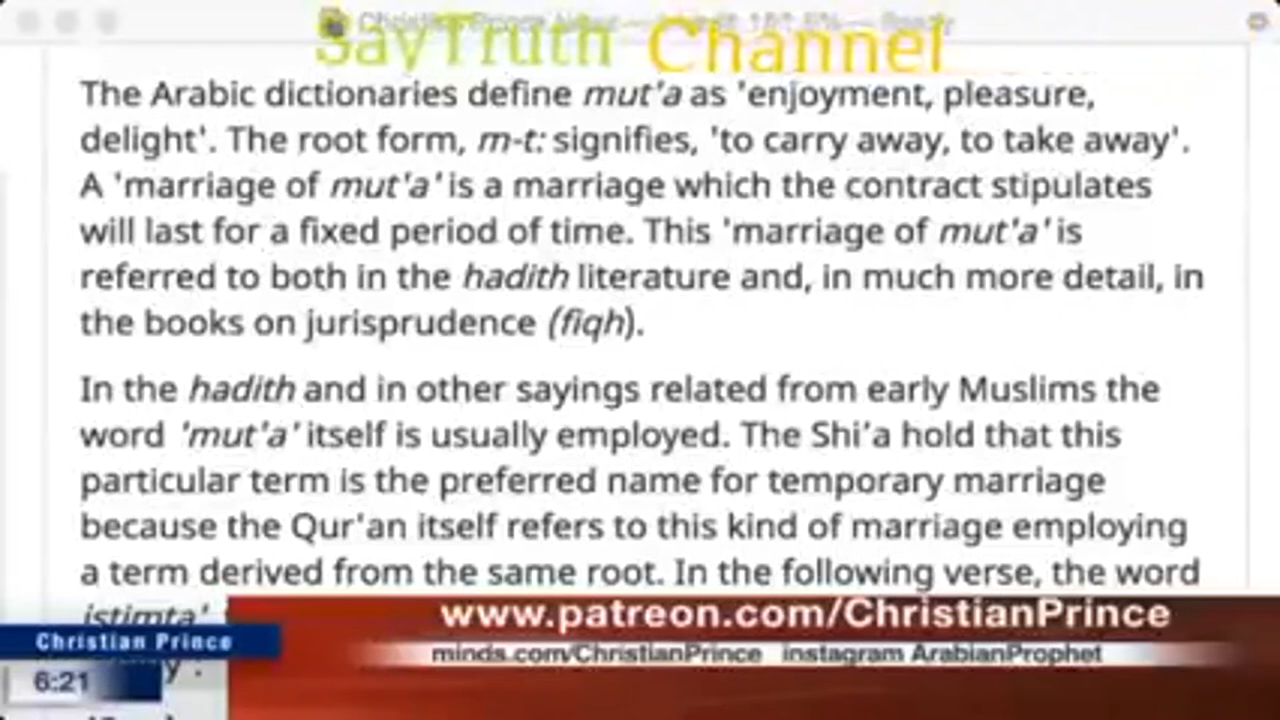 SayTruth Channel
The Arabic dictionaries define mut'a as 'enjoyment, pleasure,
delight'. The root form, m-t: signifies, 'to carry away, to take away'.
A 'marriage of mut'a' is a marriage which the contract stipulates
will last for a fixed period of time. This 'marriage of mut'a' is
referred to both in the hadith literature and, in much more detail, in
the books on jurisprudence (fiqh).
In the hadith and in other sayings related from early Muslims the
word 'mut'a' itself is usually employed. The Shi'a hold that this
particular term is the preferred name for temporary marriage
because the Qur'an itself refers to this kind of marriage employing
a term derived from the same root. In the following verse, the word
istimta'
www.patreon.com/ChristianPrince
Christian Prince
minds.com/ChristianPrince instagram ArabianProphet
6:21